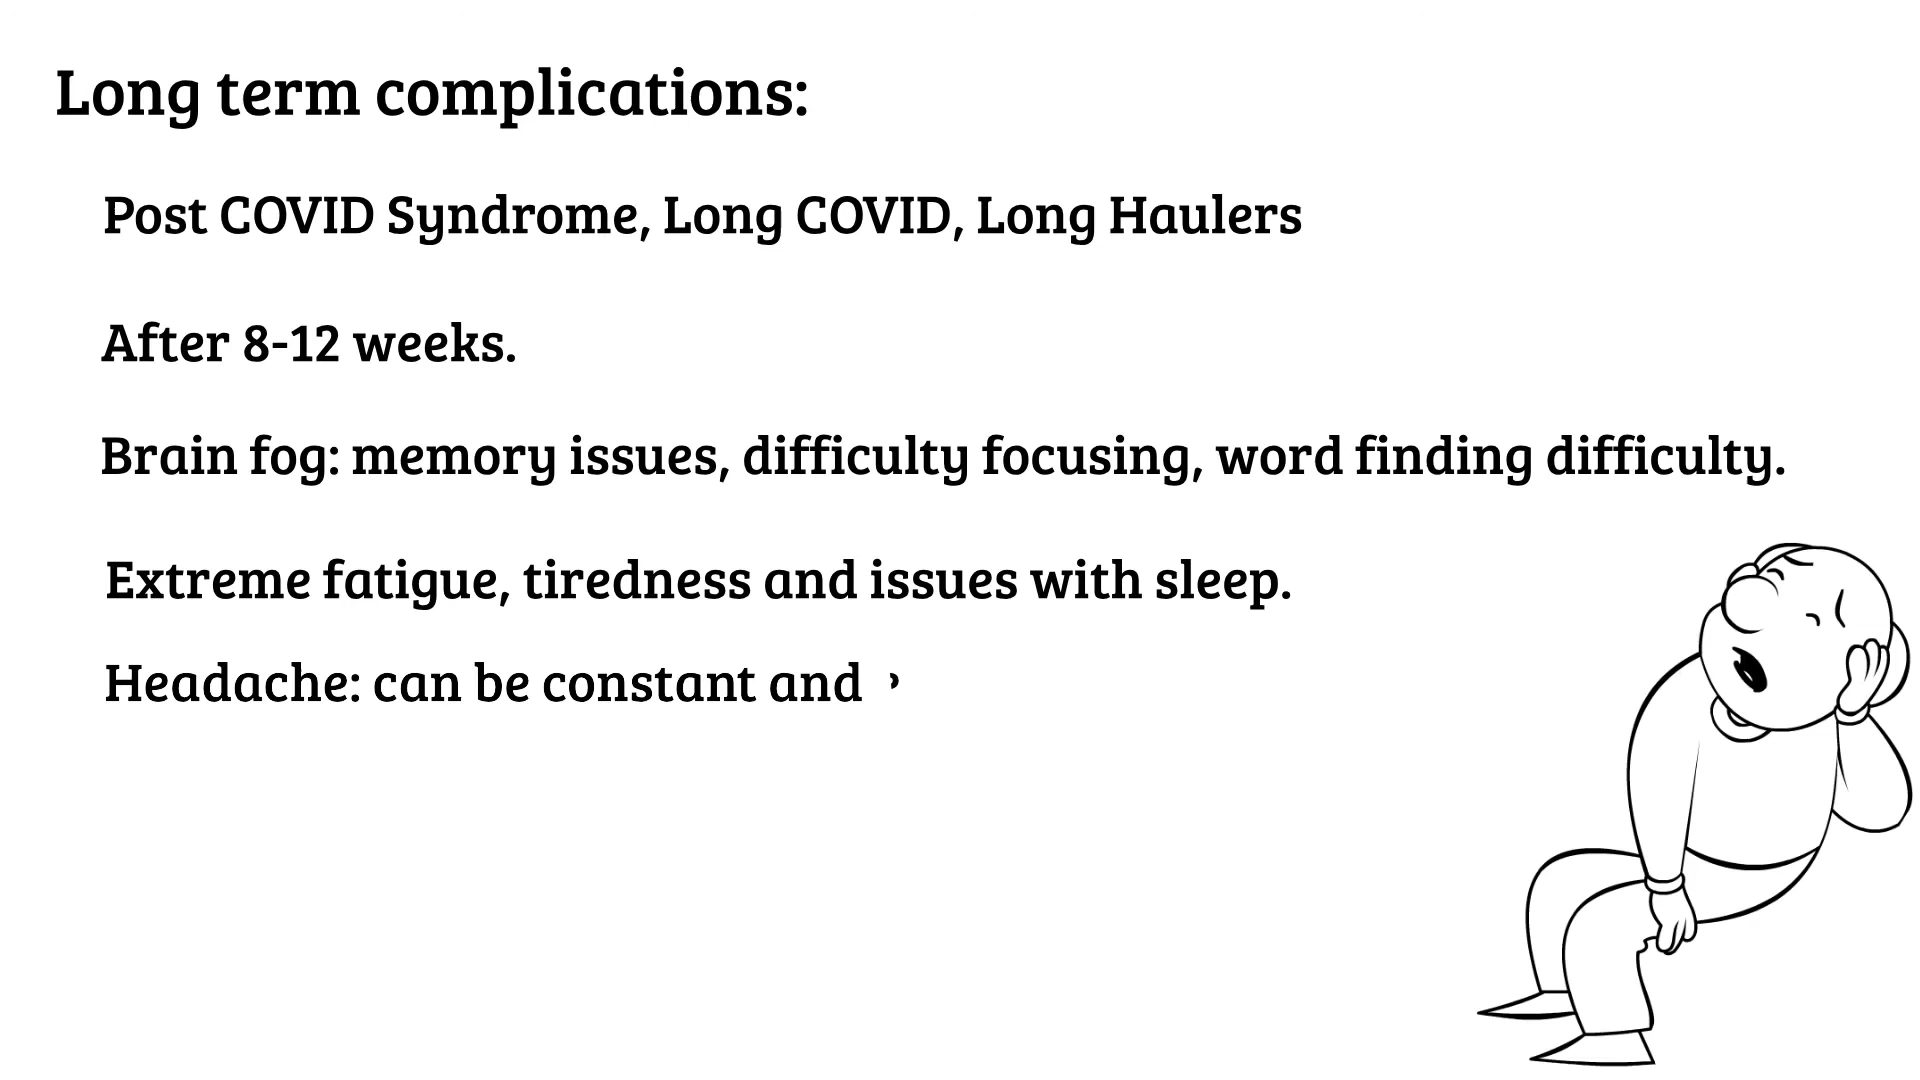 Long term complications:
Post COVID Syndrome, Long COVID, Long Haulers
After 8-12 weeks.
Brain fog: memory issues, difficulty focusing, word finding difficulty.
Extreme fatigue, tiredness and issues with sleep.
Headache: can be constant and